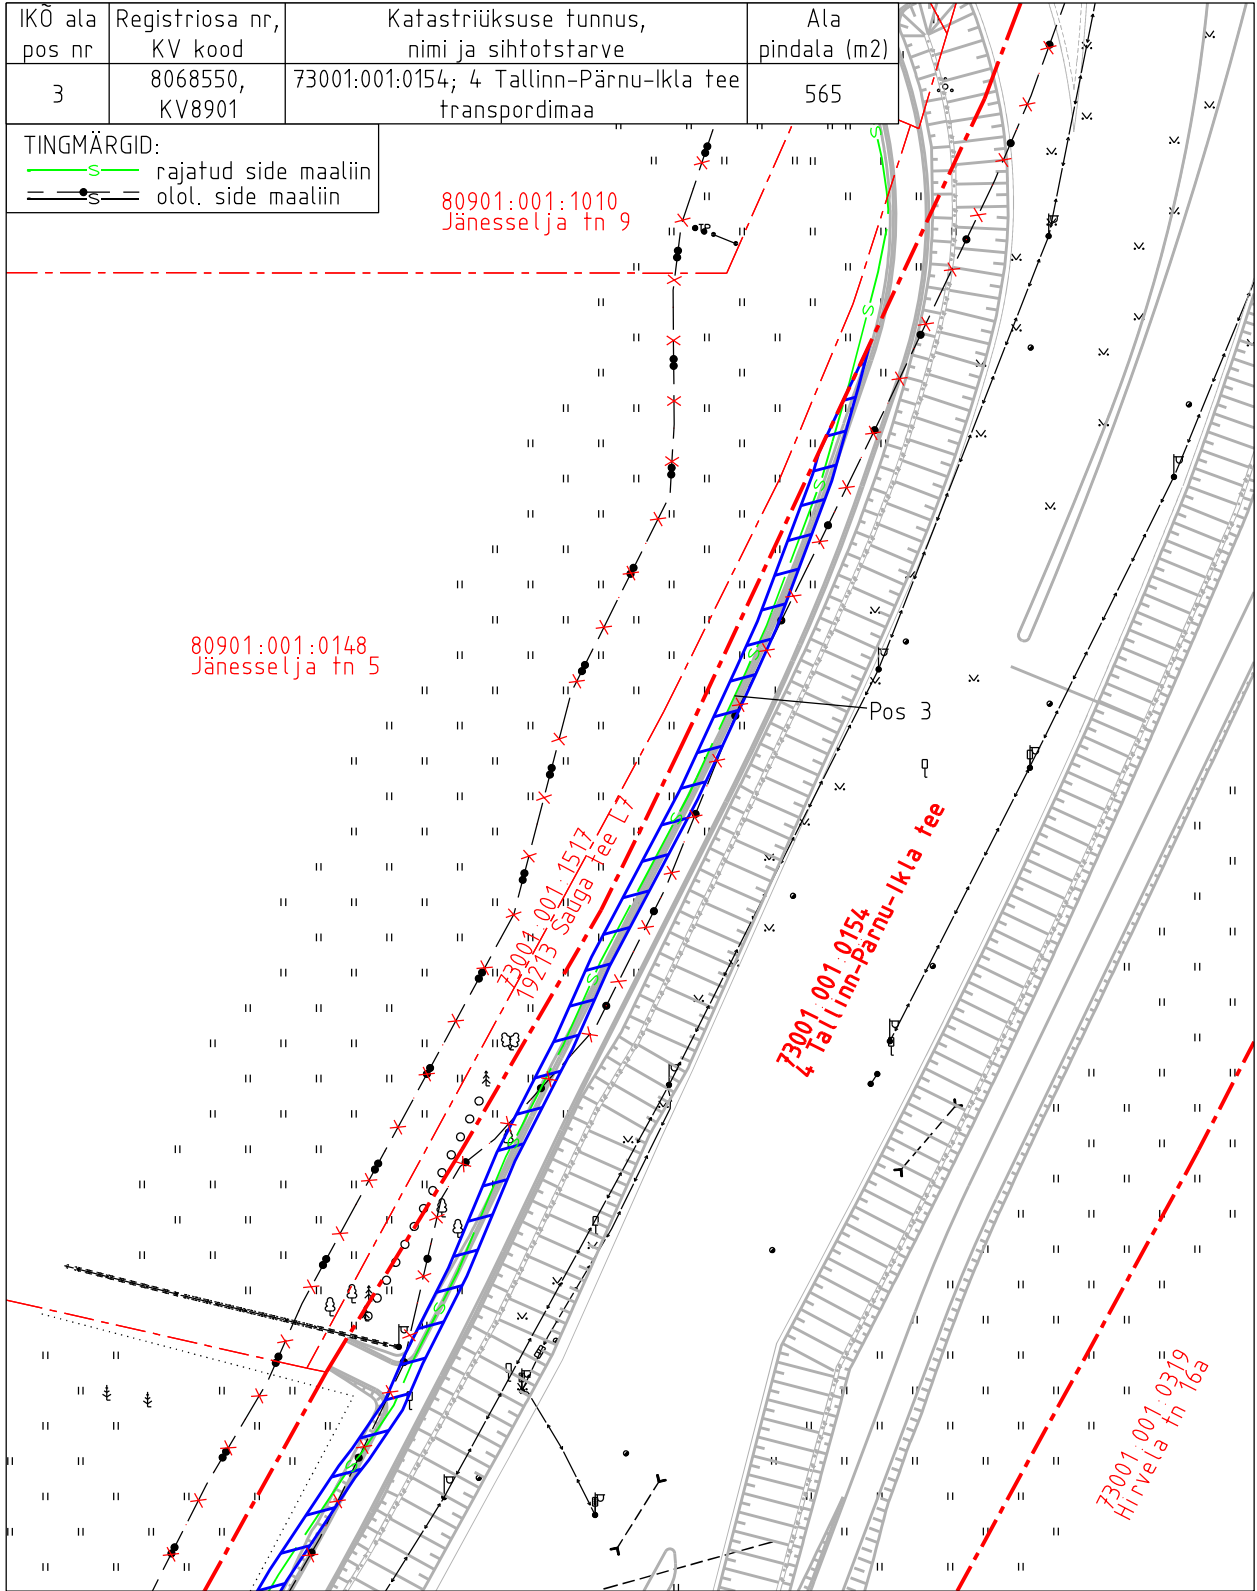 IKÕ ala pos nr
Registriosa nr, KV kood
Katastriüksuse tunnus, nimi ja sihtotstarve
Ala pindala (m2)
3
8068550, KV8901
73001:001:0154; 4 Tallinn-Pärnu-Ikla tee transpordimaa
565
TINGMÄRGID:
S rajatud side maaliin
S olol. side maaliin
80901:001:1010
Jänesselja tn 9
TP
80901:001:0148
Jänesselja tn 5
Pos 3
73001:001:1517
19213 Sauga tee L7
73001:001:0154
4 Tallinn-Pärnu-Ikla tee
73001:001:0319
Hirvela tn 16a
S
S
S
S
S
S
S
S
S